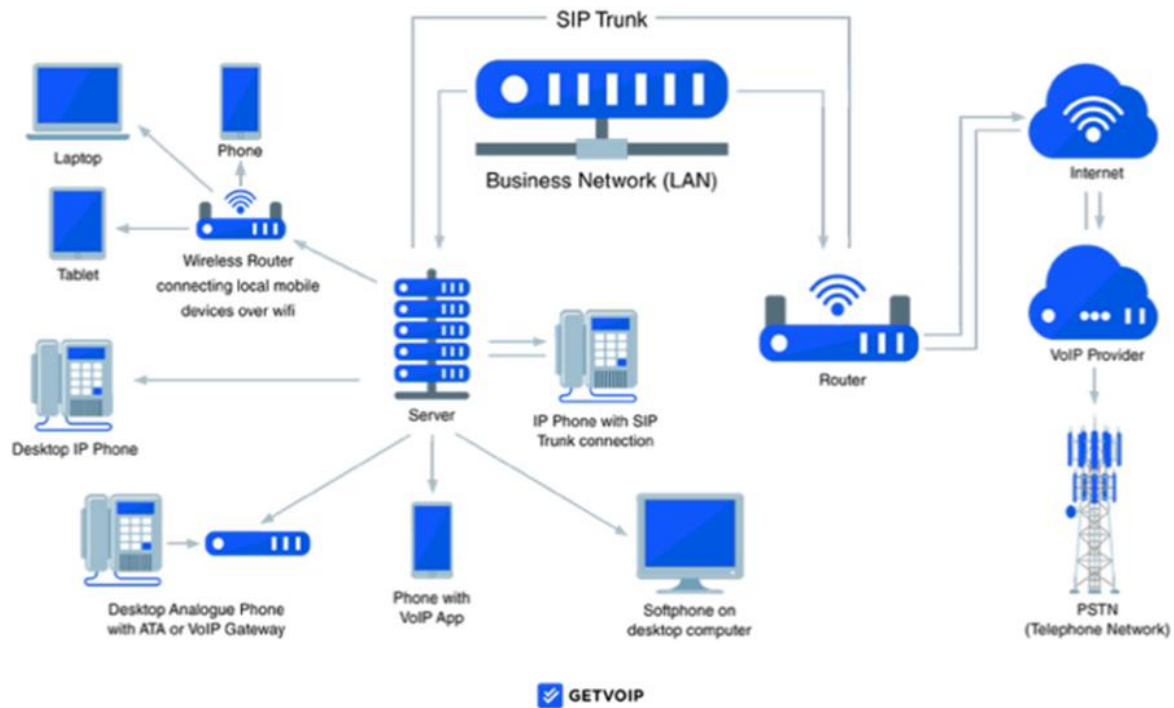 SIP Trunk
Laptop
Phone
Business Network (LAN)
Internet
Tablet
Wireless Router
connecting local mobile
devices over wifi
VoIP Provider
Router
Server
IP Phone with SIP
Trunk connection
Desktop IP Phone
Desktop Analogue Phone
with ATA or VoIP Gateway
Phone with
VoIP App
Softphone on
desktop computer
PSTN
(Telephone Network)
GETVOIP